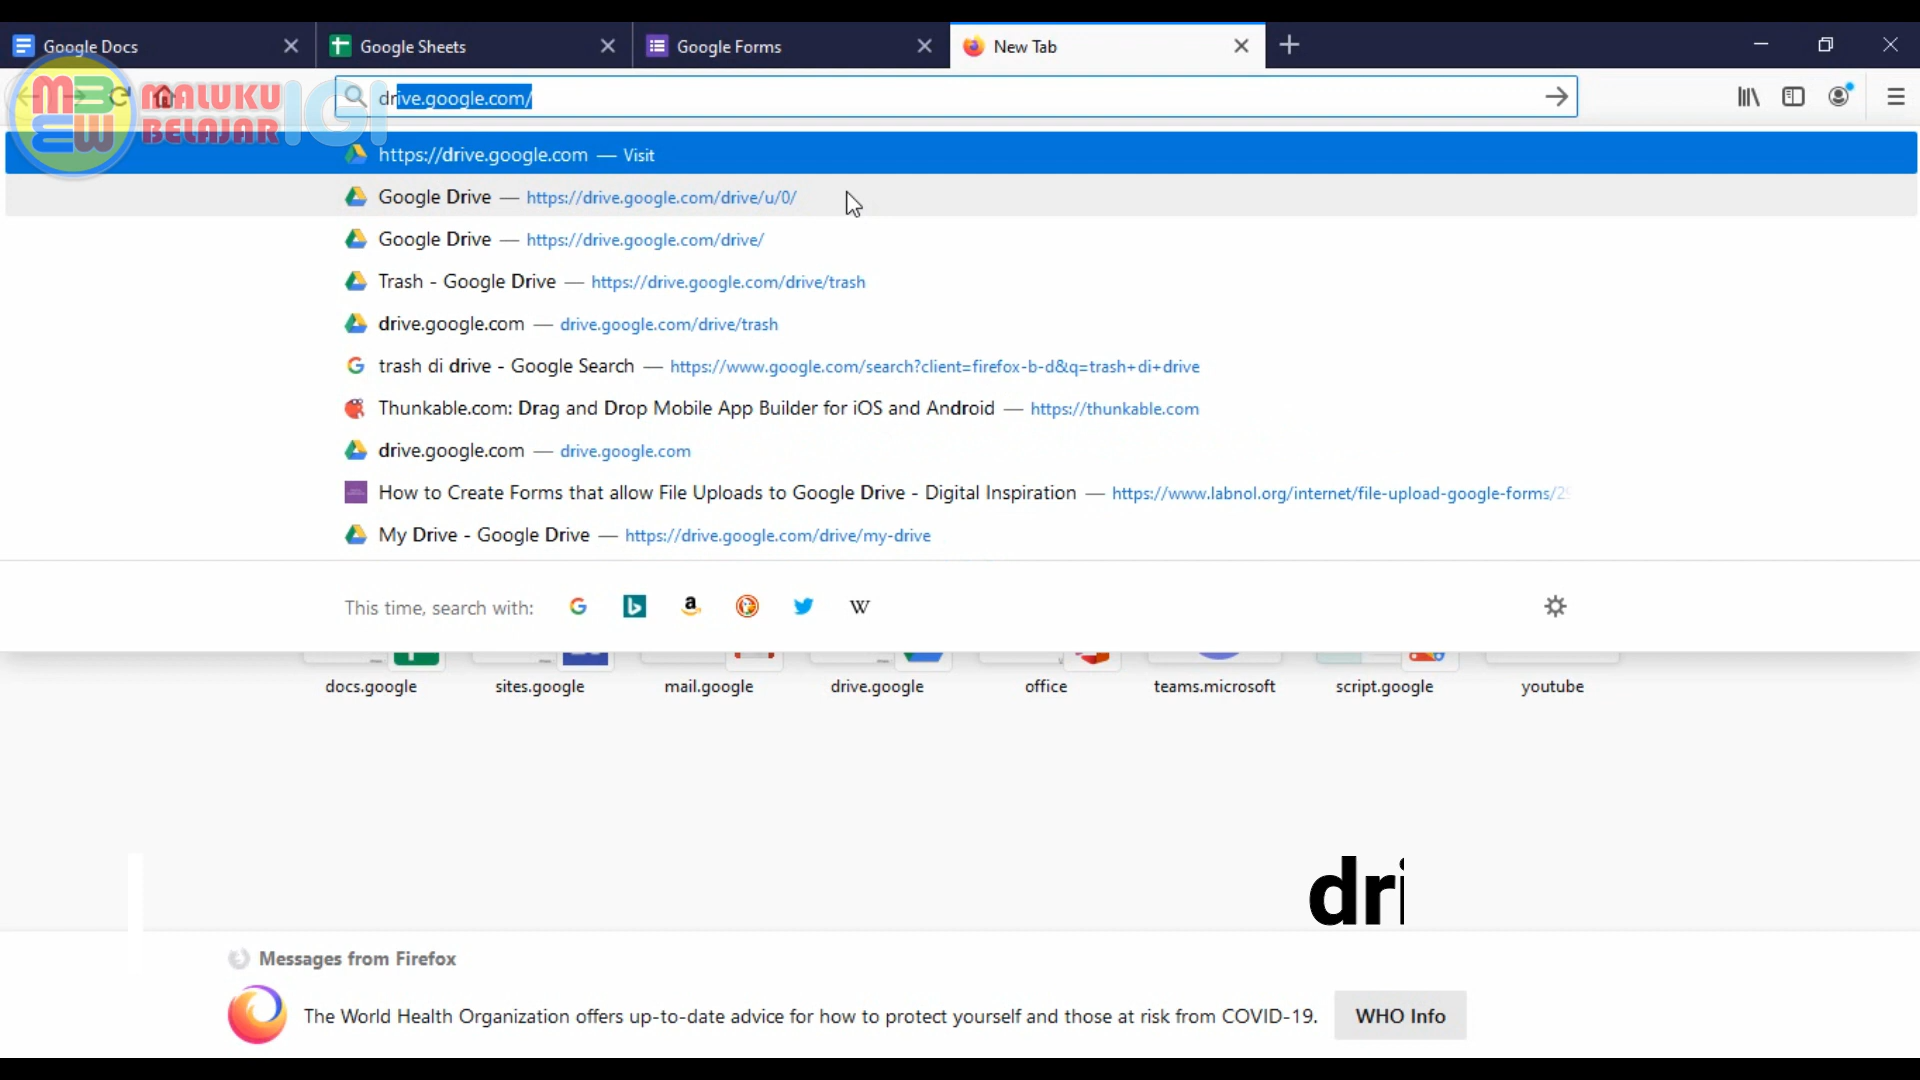 Google Docs
Google Sheets
Google Forms
New Tab
MBEW
MALUKU
BELAJAR
IGI
drive.google.com/
https://drive.google.com — Visit
Google Drive — https://drive.google.com/drive/u/0/
Google Drive — https://drive.google.com/drive/
Trash - Google Drive — https://drive.google.com/drive/trash
drive.google.com — drive.google.com/drive/trash
trash di drive - Google Search — https://www.google.com/search?client=firefox-b-d&q=trash+di+drive
Thunkable.com: Drag and Drop Mobile App Builder for iOS and Android — https://thunkable.com
drive.google.com — drive.google.com
How to Create Forms that allow File Uploads to Google Drive - Digital Inspiration — https://www.labnol.org/internet/file-upload-google-forms/29
My Drive - Google Drive — https://drive.google.com/drive/my-drive
This time, search with:
docs.google
sites.google
mail.google
drive.google
office
teams.microsoft
script.google
youtube
dri
Messages from Firefox
The World Health Organization offers up-to-date advice for how to protect yourself and those at risk from COVID-19.
WHO Info